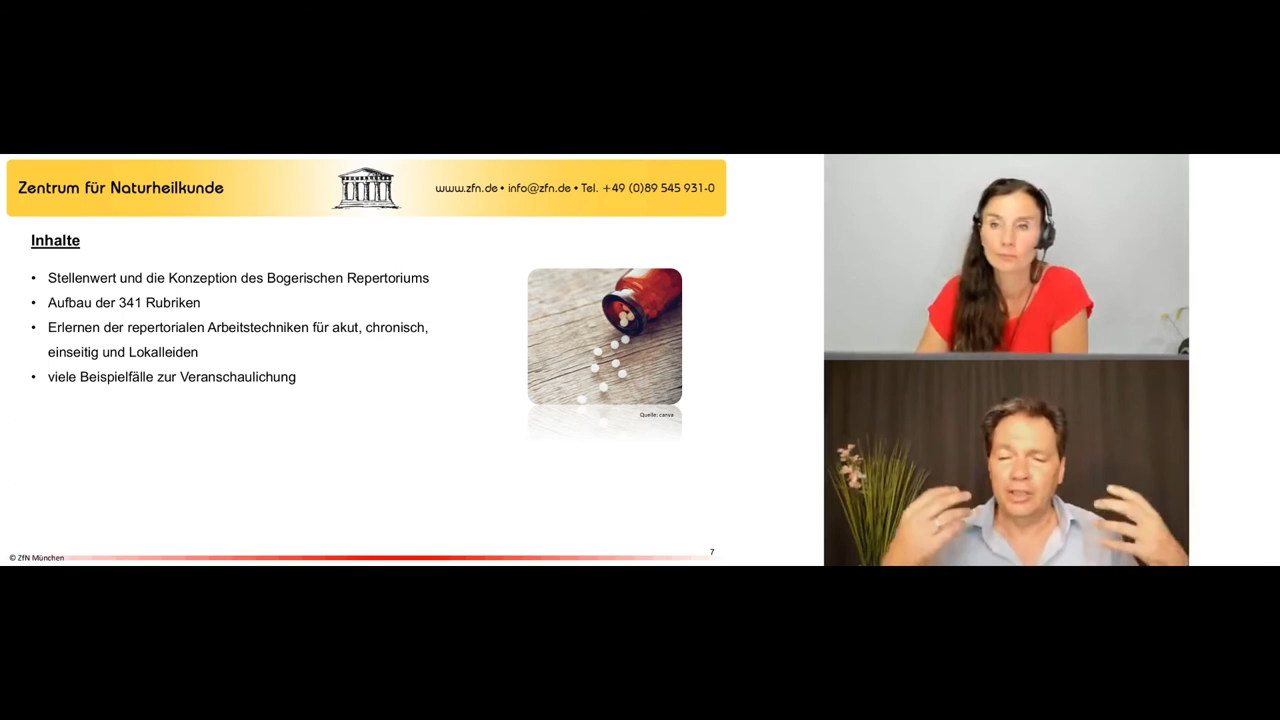 Zentrum für Naturheilkunde
www.zfn.de • info@zfn.de • Tel. +49 (0)89 545 931-0
Inhalte
• Stellenwert und die Konzeption des Bogerischen Repertoriums
• Aufbau der 341 Rubriken
• Erlernen der repertorialen Arbeitstechniken für akut, chronisch,
einseitig und Lokalleiden
• viele Beispielfälle zur Veranschaulichung
Quelle: canva
© ZfN München
7